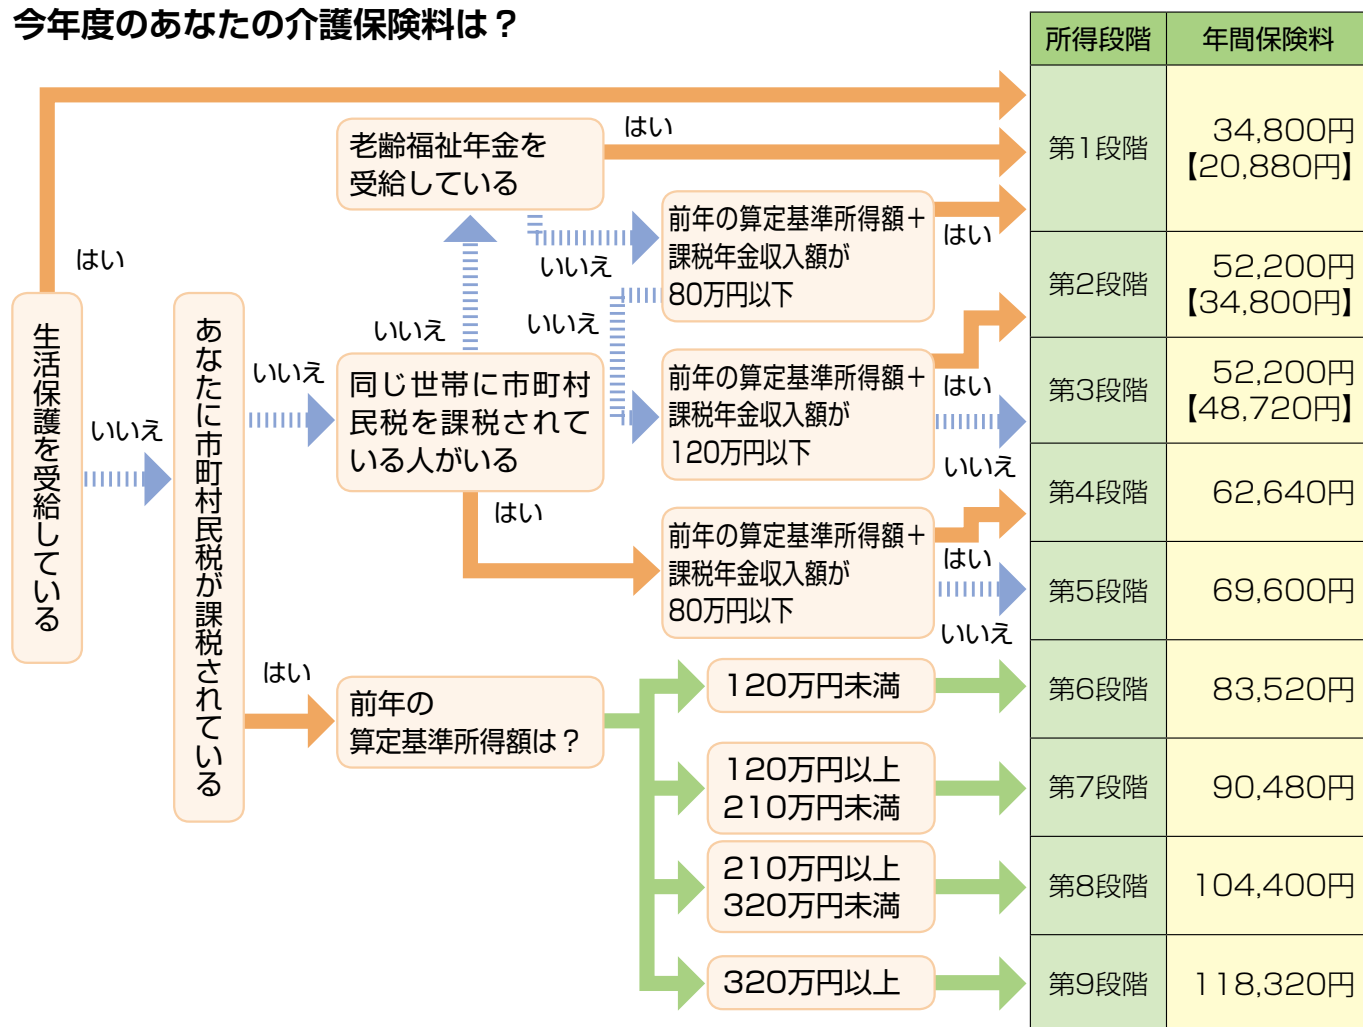 今年度のあなたの介護保険料は？
所得段階
年間保険料
はい
老齢福祉年金を
受給している
はい
第1段階
34,800円
【20,880円】
前年の算定基準所得額＋
課税年金収入額が
80万円以下
はい
いいえ
第2段階
52,200円
【34,800円】
生活保護を受給している
いいえ
あなたに市町村民税が課税されている
いいえ
同じ世帯に市町村
民税を課税されて
いる人がいる
いいえ
いいえ
前年の算定基準所得額＋
課税年金収入額が
120万円以下
はい
いいえ
第3段階
52,200円
【48,720円】
はい
前年の算定基準所得額＋
課税年金収入額が
80万円以下
はい
いいえ
第4段階
62,640円
第5段階
69,600円
はい
前年の
算定基準所得額は？
120万円未満
第6段階
83,520円
120万円以上
210万円未満
第7段階
90,480円
210万円以上
320万円未満
第8段階
104,400円
320万円以上
第9段階
118,320円